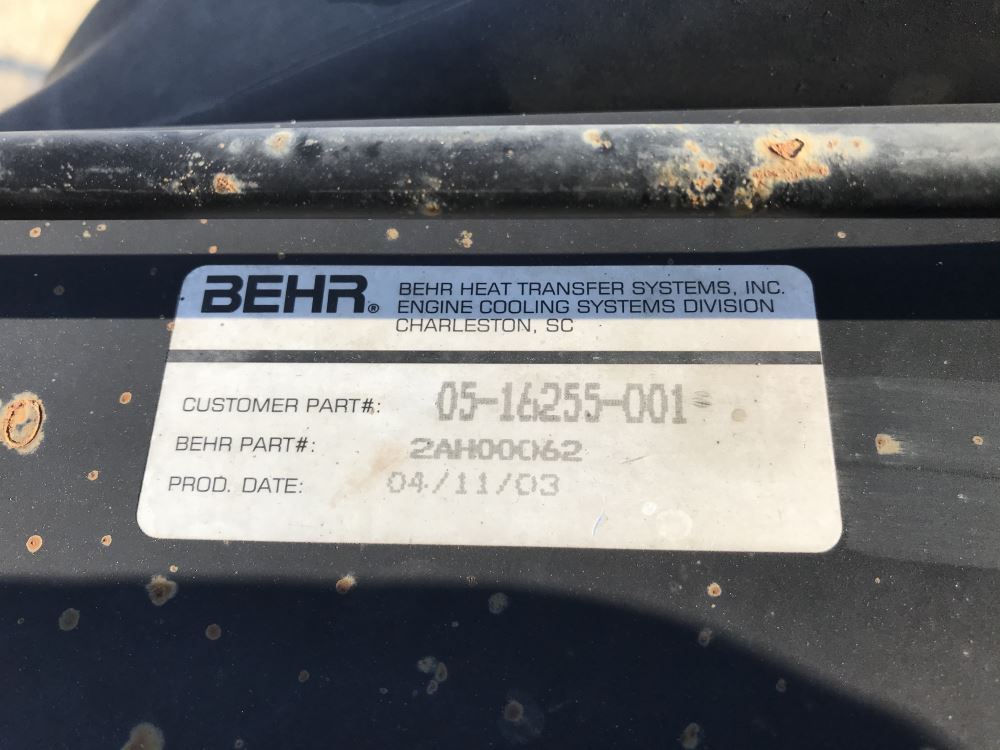 BEHR® BEHR HEAT TRANSFER SYSTEMS, INC.
ENGINE COOLING SYSTEMS DIVISION
CHARLESTON, SC
CUSTOMER PART#: 05-16255-001
BEHR PART#: 2AH00062
PROD. DATE: 04/11/03